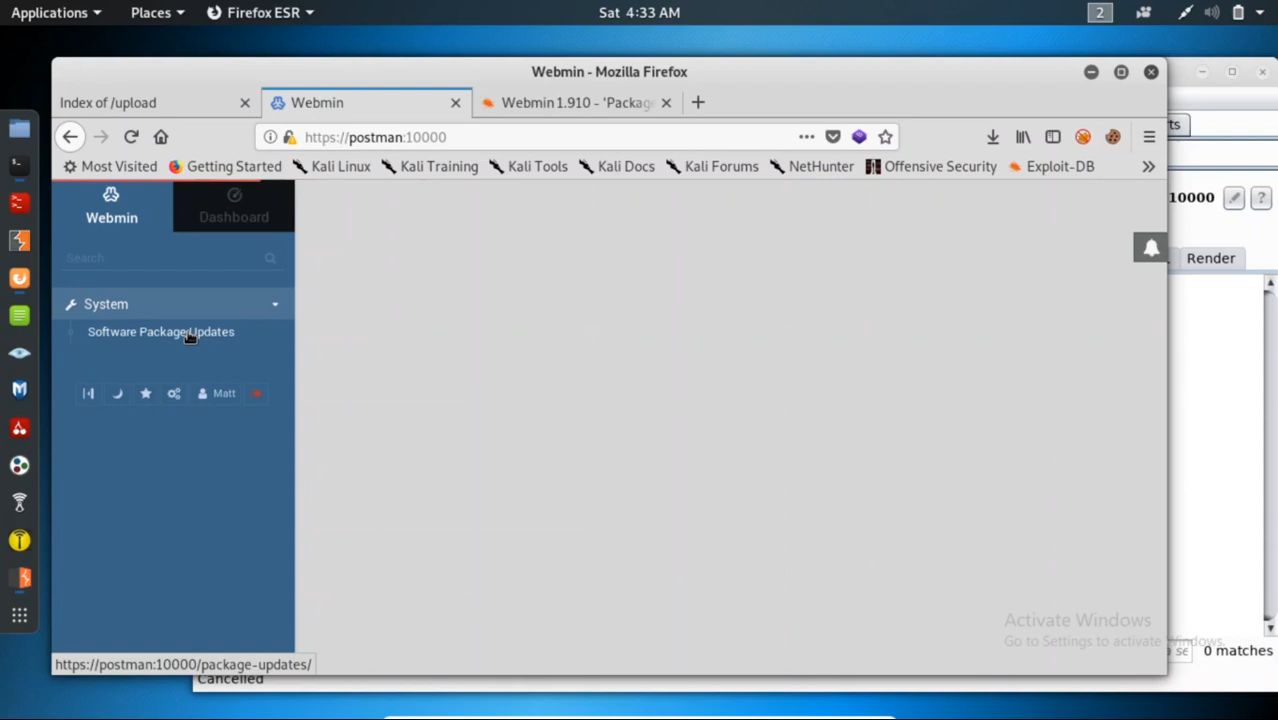 Applications Places Firefox ESR Sat 4:33 AM 2
Webmin - Mozilla Firefox
Index of /upload Webmin Webmin 1.910 - 'Packag
https://postman:10000
Most Visited Getting Started Kali Linux Kali Training Kali Tools Kali Docs Kali Forums NetHunter Offensive Security Exploit-DB
ts
Webmin Dashboard
10000 ?
Search
Render
System
Software Package Updates
Matt
Activate Windows
Go to Settings to activate Windows.
https://postman:10000/package-updates/
0 matches
Cancelled